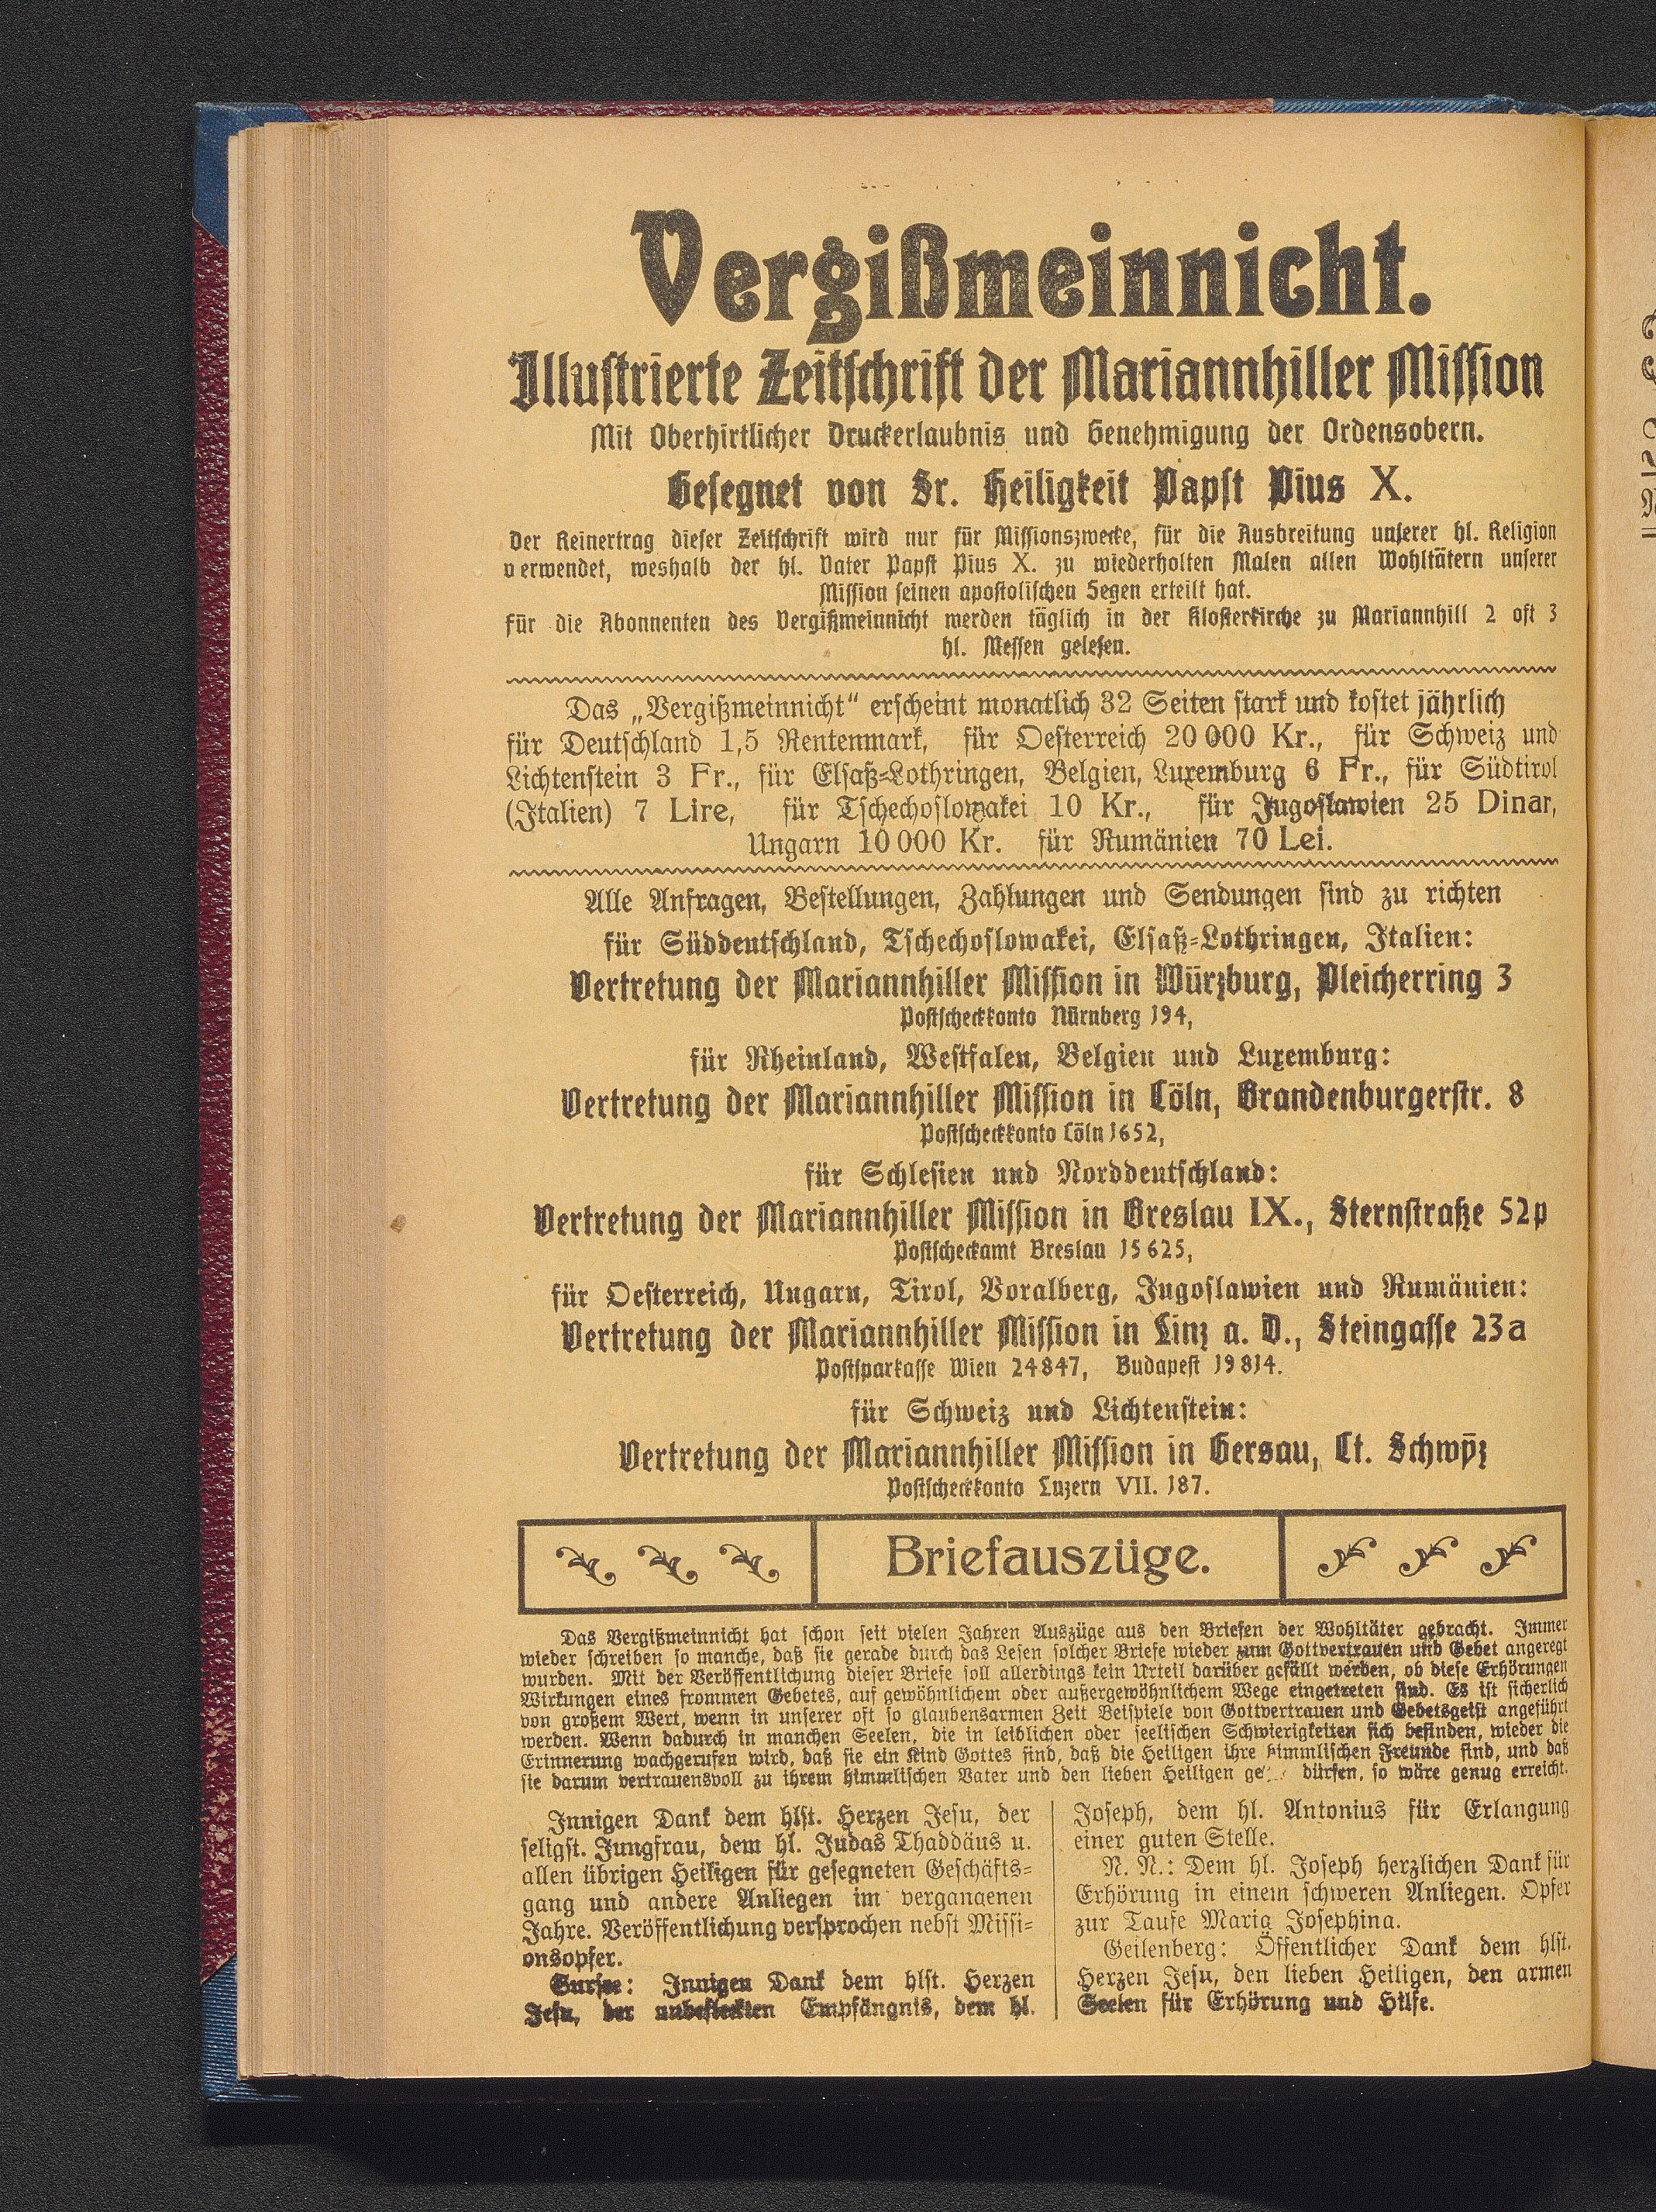 Vergißmeinnicht.
Illustrierte Zeitschrift der Mariannhiller Mission
Mit Oberhirtlicher Druckerlaubnis und Genehmigung der Ordensobern.
Gesegnet von Sr. Heiligkeit Papst Pius X.
Der Reinertrag dieser Zeitschrift wird nur für Missionszwecke, für die Ausbreitung unserer hl. Religion
verwendet, weshalb der hl. Vater Papst Pius X. zu wiederholten Malen allen Wohltätern unserer
Mission seinen apostolischen Segen erteilt hat.
Für die Abonnenten des Vergißmeinnicht werden täglich in der Klosterkirche zu Mariannhill 2 oft 3
hl. Messen gelesen.
Das „Vergißmeinnicht“ erscheint monatlich 32 Seiten stark und kostet jährlich
für Deutschland 1,5 Rentenmark, für Oesterreich 20 000 Kr., für Schweiz und
Lichtenstein 3 Fr., für Elsaß-Lothringen, Belgien, Luxemburg 6 Fr., für Südtirol
(Italien) 7 Lire, für Tschechoslowakei 10 Kr., für Jugoslawien 25 Dinar,
Ungarn 10 000 Kr. für Rumänien 70 Lei.
Alle Anfragen, Bestellungen, Zahlungen und Sendungen sind zu richten
für Süddeutschland, Tschechoslowakei, Elsaß-Lothringen, Italien:
Vertretung der Mariannhiller Mission in Würzburg, Pleicherring 3
Postscheckkonto Nürnberg 194,
für Rheinland, Westfalen, Belgien und Luxemburg:
Vertretung der Mariannhiller Mission in Cöln, Brandenburgerstr. 8
Postscheckkonto Cöln 1652,
für Schlesien und Norddeutschland:
Vertretung der Mariannhiller Mission in Breslau IX., Sternstraße 52p
Postscheckamt Breslau 15 625,
für Oesterreich, Ungarn, Tirol, Voralberg, Jugoslawien und Rumänien:
Vertretung der Mariannhiller Mission in Linz a. D., Steingasse 23a
Postsparkasse Wien 24 847, Budapest 19 814.
für Schweiz und Lichtenstein:
Vertretung der Mariannhiller Mission in Gersau, Ct. Schwyz
Postscheckkonto Luzern VII. 187.
Briefauszüge.
Das Vergißmeinnicht hat schon seit vielen Jahren Auszüge aus den Briefen der Wohltäter gebracht. Immer
wieder schreiben so manche, daß sie gerade durch das Lesen solcher Briefe wieder zum Gottvertrauen und Gebet angeregt
wurden. Mit der Veröffentlichung dieser Briefe soll allerdings kein Urteil darüber gefällt werden, ob diese Erhörungen
Wirkungen eines frommen Gebetes, auf gewöhnlichem oder außergewöhnlichem Wege eingetreten sind. Es ist sicherlich
von großem Wert, wenn in unserer oft so glaubensarmen Zeit Beispiele von Gottvertrauen und Gebetsgeist angeführt
werden. Wenn dadurch in manchen Seelen, die in leiblichen oder seelischen Schwierigkeiten sich befinden, wieder die
Erinnerung wachgerufen wird, daß sie ein Kind Gottes sind, daß die Heiligen ihre himmlischen Freunde sind, und daß
sie darum vertrauensvoll zu ihrem himmlischen Vater und den lieben Heiligen dürfen, so wäre genug erreicht.
Innigen Dank dem hlst. Herzen Jesu, der
seligst. Jungfrau, dem hl. Judas Thaddäus u.
allen übrigen Heiligen für gesegneten Geschäfts-
gang und andere Anliegen im vergangenen
Jahre. Veröffentlichung versprochen nebst Missi-
onsopfer.
Sursee: Innigen Dank dem hlst. Herzen
Jesu, der unbefleckten Empfängnis, dem hl.
Joseph, dem hl. Antonius für Erlangung
einer guten Stelle.
N. N.: Dem hl. Joseph herzlichen Dank für
Erhörung in einem schweren Anliegen. Opfer
zur Taufe Maria Josephina.
Geilenberg: Öffentlicher Dank dem hlst.
Herzen Jesu, den lieben Heiligen, den armen
Seelen für Erhörung und Hilfe.